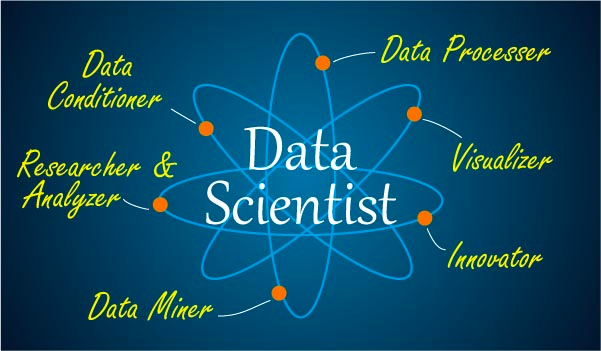 Data Processer
Data
Conditioner
Visualizer
Data
Scientist
Researcher &
Analyzer
Innovator
Data Miner